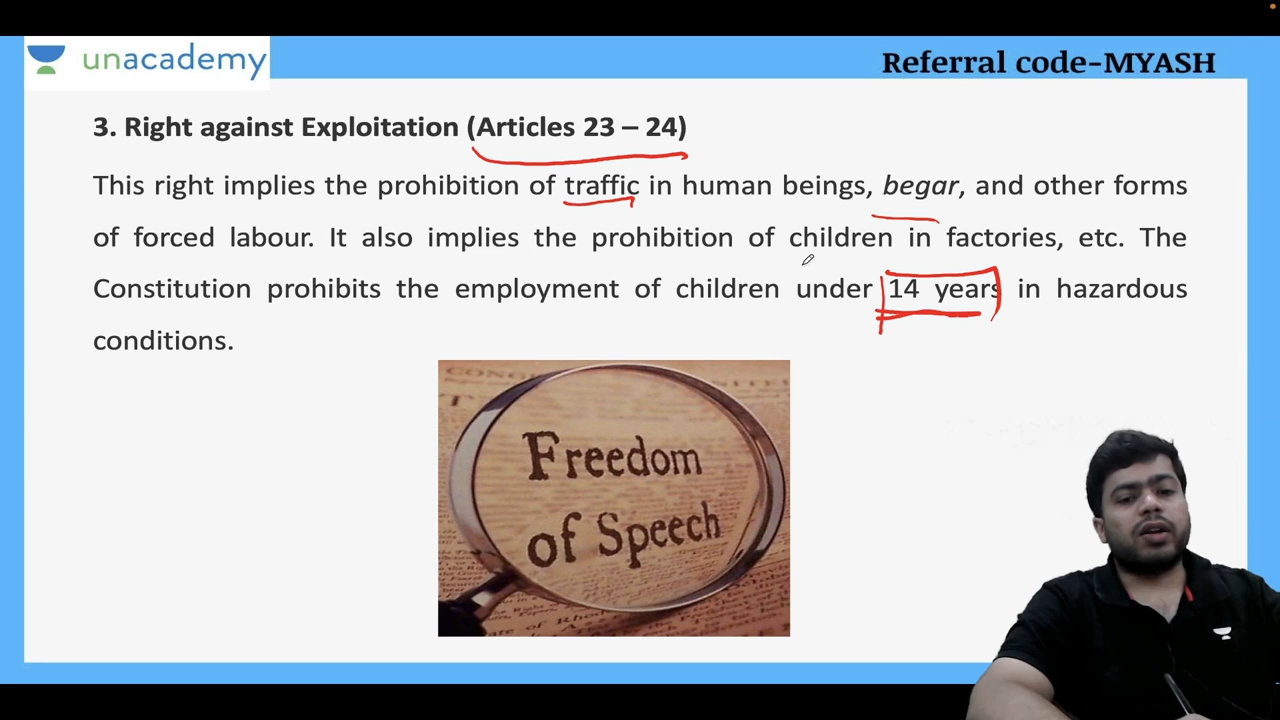 unacademy
Referral code-MYASH
3. Right against Exploitation (Articles 23 – 24)
This right implies the prohibition of traffic in human beings, begar, and other forms
of forced labour. It also implies the prohibition of children in factories, etc. The
Constitution prohibits the employment of children under 14 years in hazardous
conditions.
Freedom
of Speech